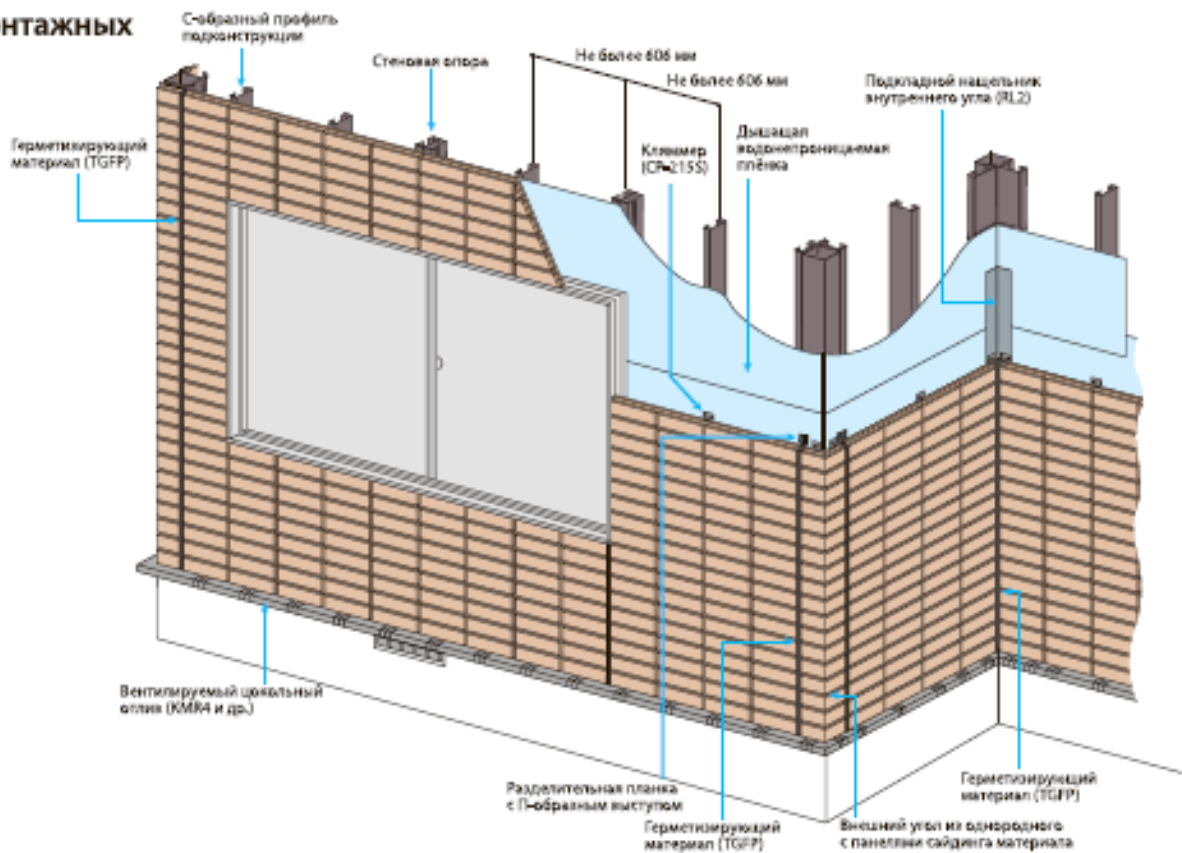 онтажных
С-образный профиль
подконструкции
Стеновая опора
Не более 606 мм
Не более 606 мм
Подкладной нащельник
внутреннего угла (RL2)
Герметизирующий
материал (TGFP)
Кляммер
(CP-215S)
Дышащая
водонепроницаемая
плёнка
Вентилируемый цокольный
отлив (KMR4 и др.)
Разделительная планка
с П-образным выступом
Герметизирующий
материал (TGFP)
Внешний угол из однородного
с панелями сайдинга материала
Герметизирующий
материал (TGFP)